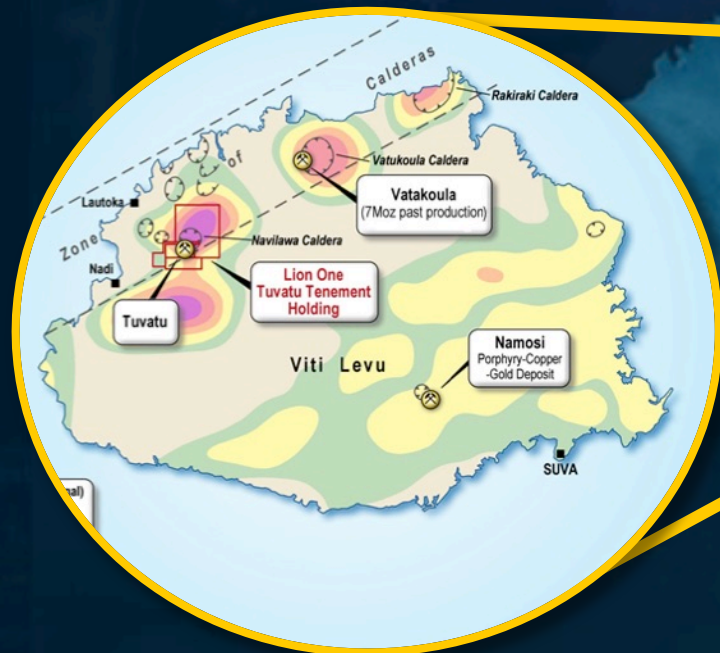 Calderas
Rakiraki Caldera
of
Vatukoula Caldera
Lautoka
Vatakoula
(7Moz past production)
Zone
Navilawa Caldera
Nadi
Lion One
Tuvatu Tenement
Holding
Tuvatu
Namosi
Porphyry-Copper
-Gold Deposit
Viti Levu
SUVA
nal)